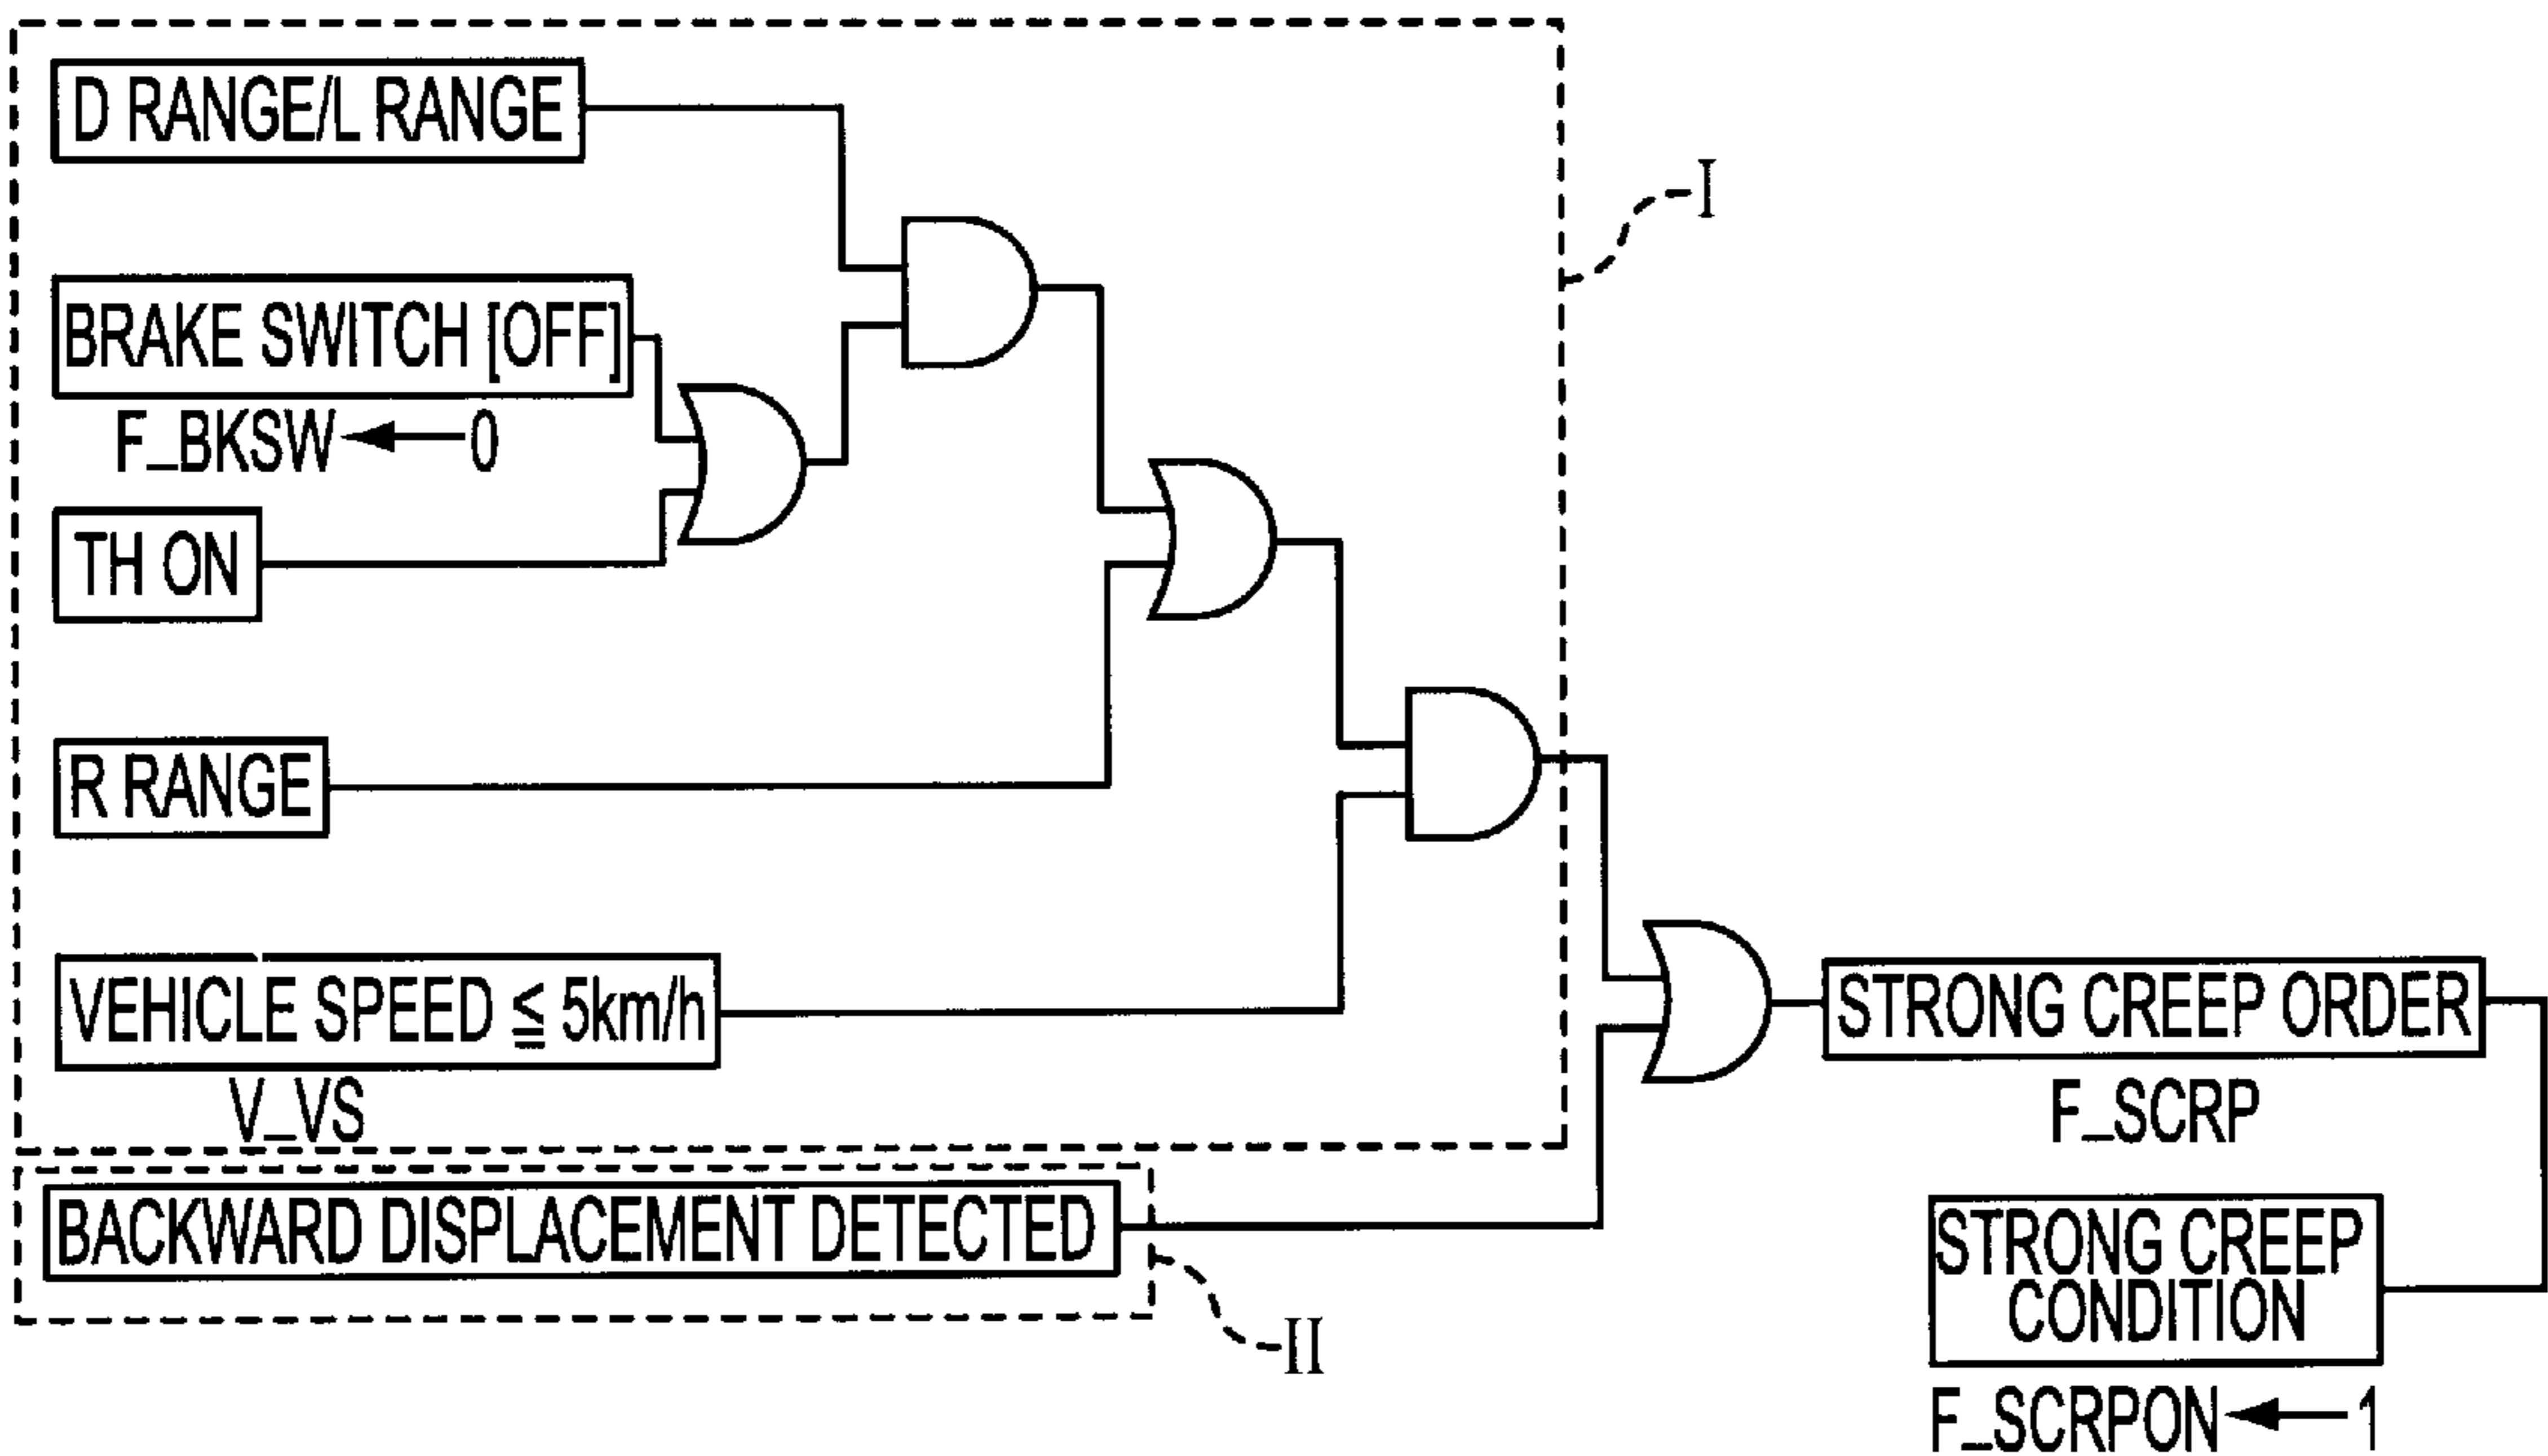 D RANGE/L RANGE
I
BRAKE SWITCH [OFF]
F_BKSW 0
TH ON
R RANGE
VEHICLE SPEED ≦ 5km/h
V_VS
STRONG CREEP ORDER
F_SCRP
BACKWARD DISPLACEMENT DETECTED
II
STRONG CREEP
CONDITION
F_SCRPON 1